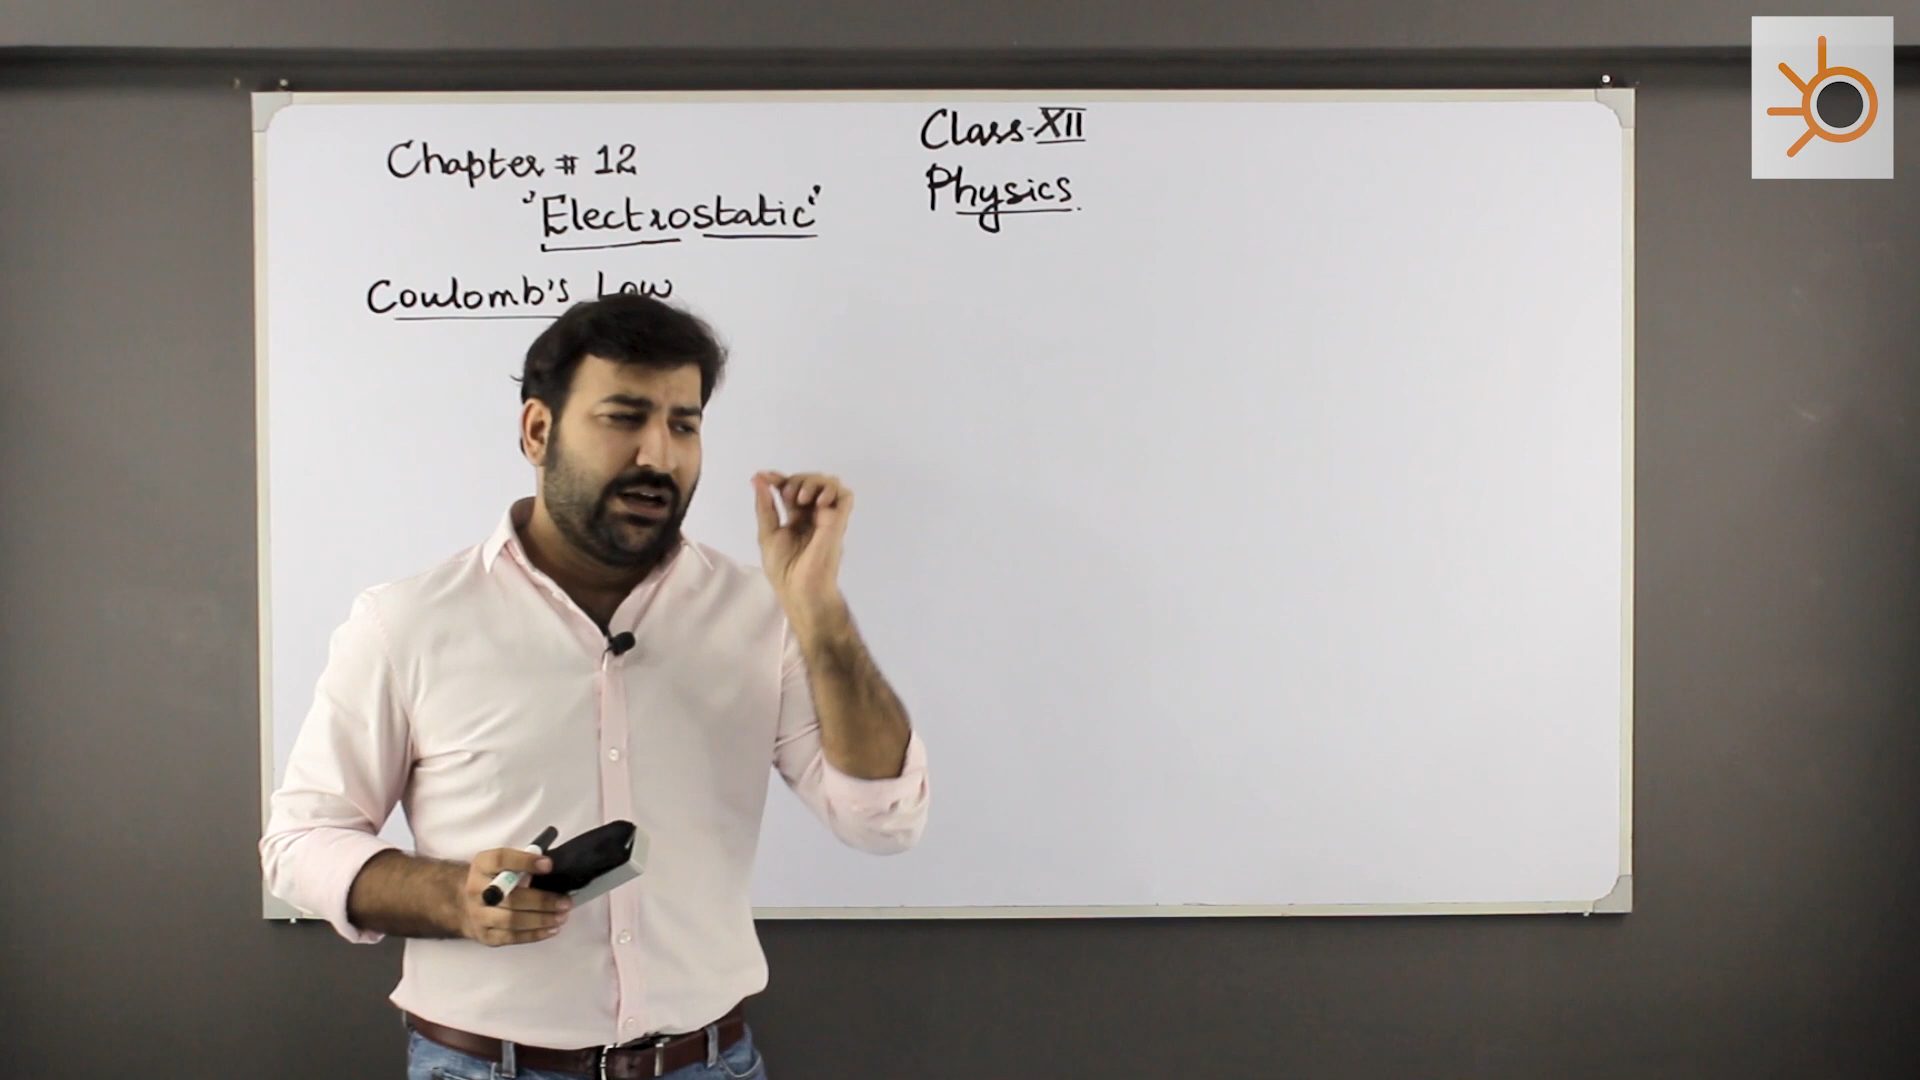 Chapter # 12
"Electrostatic"
Coulomb's Law
Class-XII
Physics.